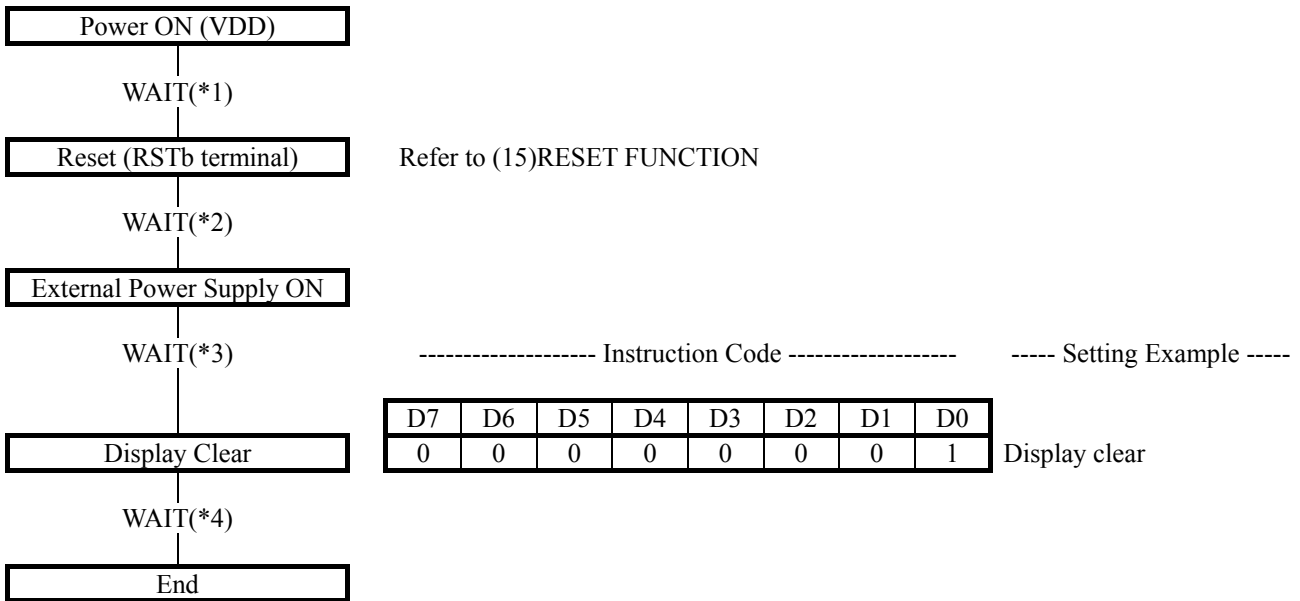 Power ON (VDD)
WAIT(*1)
Reset (RSTb terminal) Refer to (15)RESET FUNCTION
WAIT(*2)
External Power Supply ON
WAIT(*3) -------------------- Instruction Code ------------------- ----- Setting Example -----
D7 D6 D5 D4 D3 D2 D1 D0
Display Clear 0 0 0 0 0 0 0 1 Display clear
WAIT(*4)
End